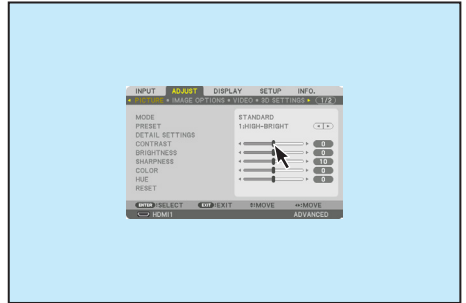 INPUT ADJUST DISPLAY SETUP INFO.
• PICTURE • IMAGE OPTIONS • VIDEO • 3D SETTINGS • (1/2)
MODE STANDARD
PRESET 1:HIGH-BRIGHT
DETAIL SETTINGS
CONTRAST 0
BRIGHTNESS 0
SHARPNESS 10
COLOR 0
HUE 0
RESET
ENTER:SELECT EXIT:EXIT ↕:MOVE ↔:MOVE
HDMI1 ADVANCED